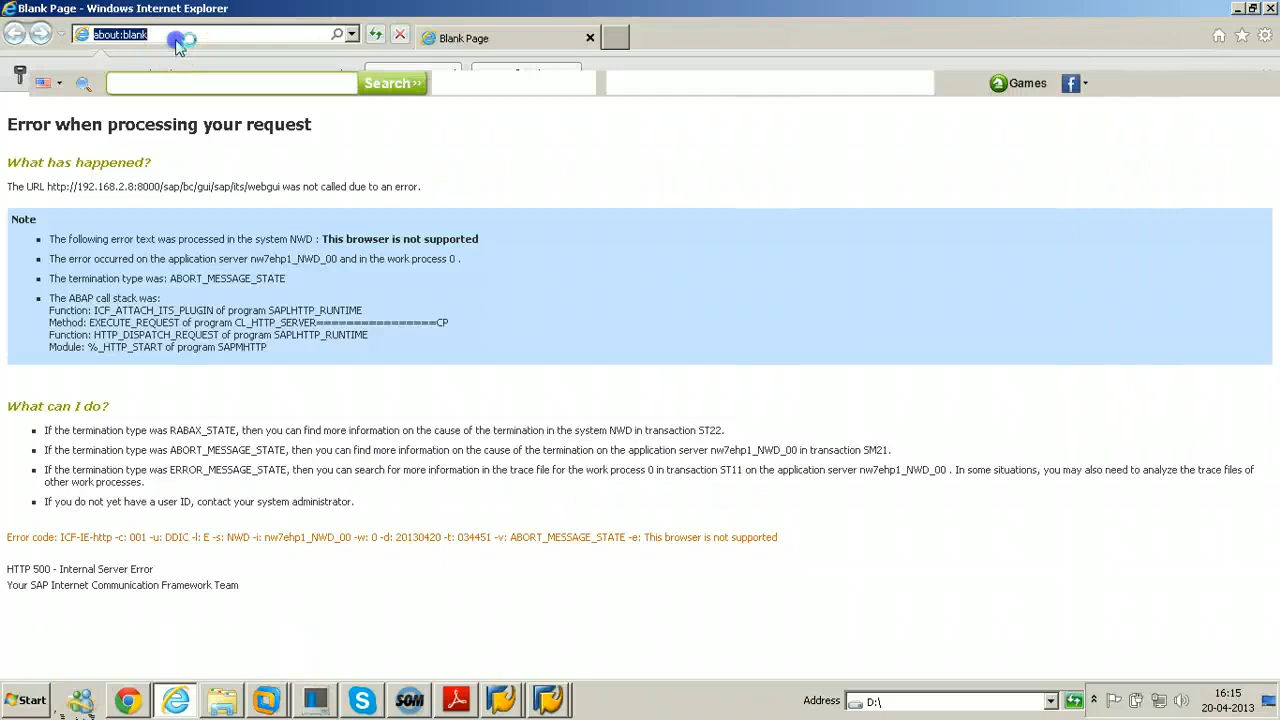 Blank Page - Windows Internet Explorer
about:blank
Blank Page
Search
Games
Error when processing your request
What has happened?
The URL http://192.168.2.8:8000/sap/bc/gui/sap/its/webgui was not called due to an error.
Note
The following error text was processed in the system NWD : This browser is not supported
The error occurred on the application server nw7ehp1_NWD_00 and in the work process 0 .
The termination type was: ABORT_MESSAGE_STATE
The ABAP call stack was:
Function: ICF_ATTACH_ITS_PLUGIN of program SAPLHTTP_RUNTIME
Method: EXECUTE_REQUEST of program CL_HTTP_SERVER================CP
Function: HTTP_DISPATCH_REQUEST of program SAPLHTTP_RUNTIME
Module: %_HTTP_START of program SAPMHTTP
What can I do?
If the termination type was RABAX_STATE, then you can find more information on the cause of the termination in the system NWD in transaction ST22.
If the termination type was ABORT_MESSAGE_STATE, then you can find more information on the cause of the termination on the application server nw7ehp1_NWD_00 in transaction SM21.
If the termination type was ERROR_MESSAGE_STATE, then you can search for more information in the trace file for the work process 0 in transaction ST11 on the application server nw7ehp1_NWD_00 . In some situations, you may also need to analyze the trace files of
other work processes.
If you do not yet have a user ID, contact your system administrator.
Error code: ICF-IE-http -c: 001 -u: DDIC -l: E -s: NWD -i: nw7ehp1_NWD_00 -w: 0 -d: 20130420 -t: 034451 -v: ABORT_MESSAGE_STATE -e: This browser is not supported
HTTP 500 - Internal Server Error
Your SAP Internet Communication Framework Team
Start
SOM
Address
D:\
16:15
20-04-2013